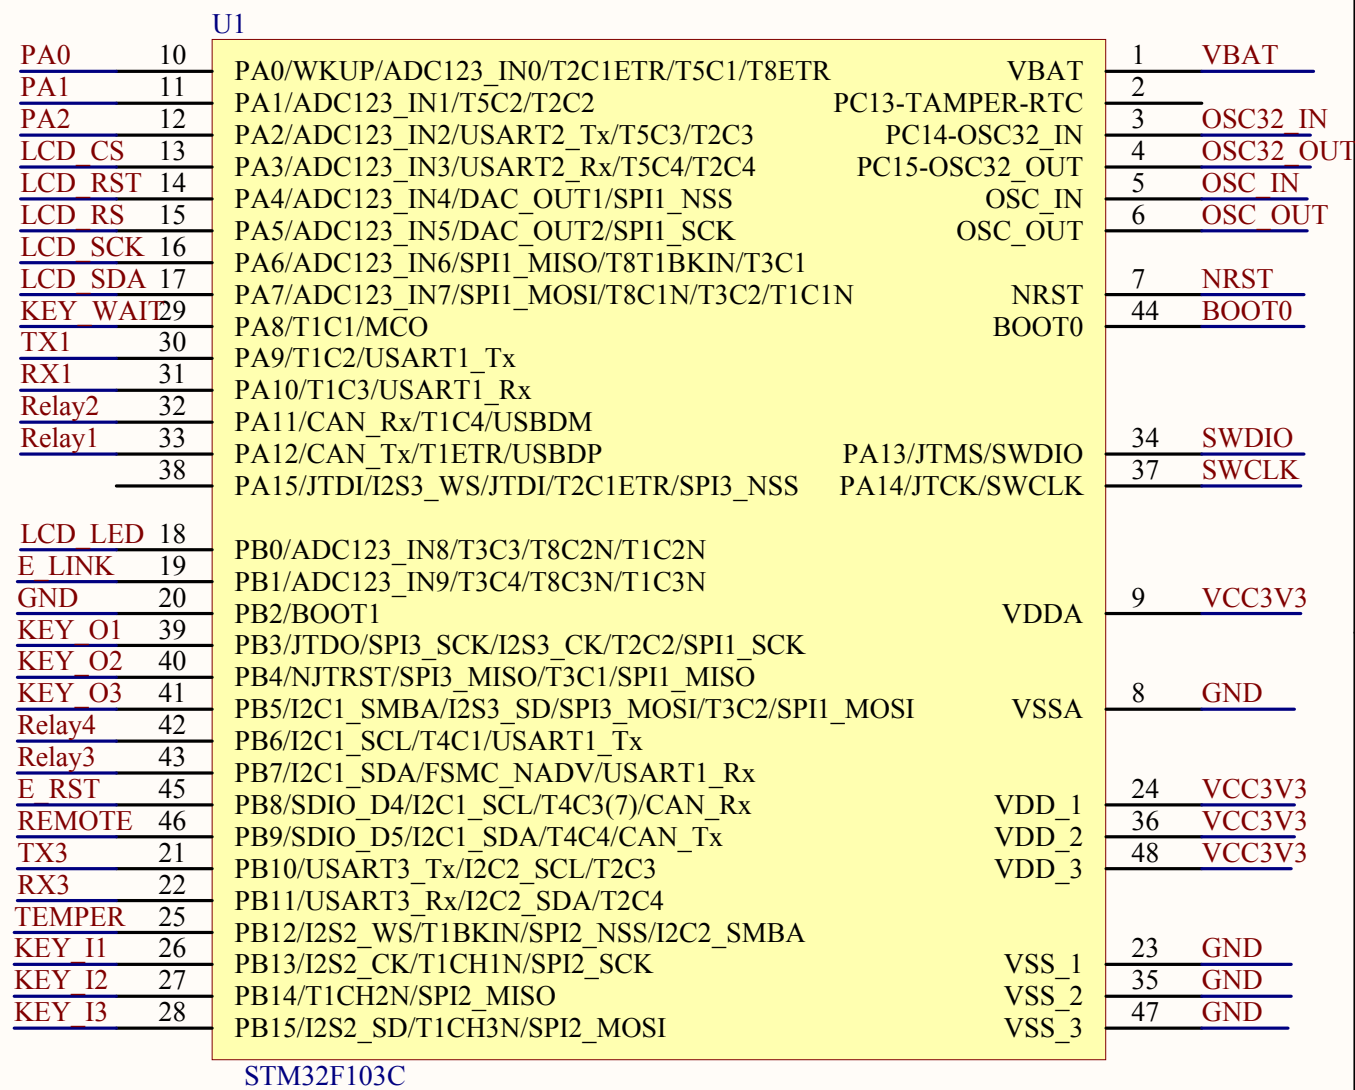 U1
PA0 10 PA0/WKUP/ADC123_IN0/T2C1ETR/T5C1/T8ETR VBAT 1 VBAT
PA1 11 PA1/ADC123_IN1/T5C2/T2C2 PC13-TAMPER-RTC 2
PA2 12 PA2/ADC123_IN2/USART2_Tx/T5C3/T2C3 PC14-OSC32_IN 3 OSC32_IN
LCD_CS 13 PA3/ADC123_IN3/USART2_Rx/T5C4/T2C4 PC15-OSC32_OUT 4 OSC32_OUT
LCD_RST 14 PA4/ADC123_IN4/DAC_OUT1/SPI1_NSS OSC_IN 5 OSC_IN
LCD_RS 15 PA5/ADC123_IN5/DAC_OUT2/SPI1_SCK OSC_OUT 6 OSC_OUT
LCD_SCK 16 PA6/ADC123_IN6/SPI1_MISO/T8T1BKIN/T3C1
LCD_SDA 17 PA7/ADC123_IN7/SPI1_MOSI/T8C1N/T3C2/T1C1N NRST 7 NRST
KEY_WAIT 29 PA8/T1C1/MCO BOOT0 44 BOOT0
TX1 30 PA9/T1C2/USART1_Tx
RX1 31 PA10/T1C3/USART1_Rx
Relay2 32 PA11/CAN_Rx/T1C4/USBDM
Relay1 33 PA12/CAN_Tx/T1ETR/USBDP PA13/JTMS/SWDIO 34 SWDIO
38 PA15/JTDI/I2S3_WS/JTDI/T2C1ETR/SPI3_NSS PA14/JTCK/SWCLK 37 SWCLK
LCD_LED 18 PB0/ADC123_IN8/T3C3/T8C2N/T1C2N
E_LINK 19 PB1/ADC123_IN9/T3C4/T8C3N/T1C3N
GND 20 PB2/BOOT1 VDDA 9 VCC3V3
KEY_O1 39 PB3/JTDO/SPI3_SCK/I2S3_CK/T2C2/SPI1_SCK
KEY_O2 40 PB4/NJTRST/SPI3_MISO/T3C1/SPI1_MISO
KEY_O3 41 PB5/I2C1_SMBA/I2S3_SD/SPI3_MOSI/T3C2/SPI1_MOSI VSSA 8 GND
Relay4 42 PB6/I2C1_SCL/T4C1/USART1_Tx
Relay3 43 PB7/I2C1_SDA/FSMC_NADV/USART1_Rx
E_RST 45 PB8/SDIO_D4/I2C1_SCL/T4C3(7)/CAN_Rx VDD_1 24 VCC3V3
REMOTE 46 PB9/SDIO_D5/I2C1_SDA/T4C4/CAN_Tx VDD_2 36 VCC3V3
TX3 21 PB10/USART3_Tx/I2C2_SCL/T2C3 VDD_3 48 VCC3V3
RX3 22 PB11/USART3_Rx/I2C2_SDA/T2C4
TEMPER 25 PB12/I2S2_WS/T1BKIN/SPI2_NSS/I2C2_SMBA
KEY_I1 26 PB13/I2S2_CK/T1CH1N/SPI2_SCK VSS_1 23 GND
KEY_I2 27 PB14/T1CH2N/SPI2_MISO VSS_2 35 GND
KEY_I3 28 PB15/I2S2_SD/T1CH3N/SPI2_MOSI VSS_3 47 GND
STM32F103C